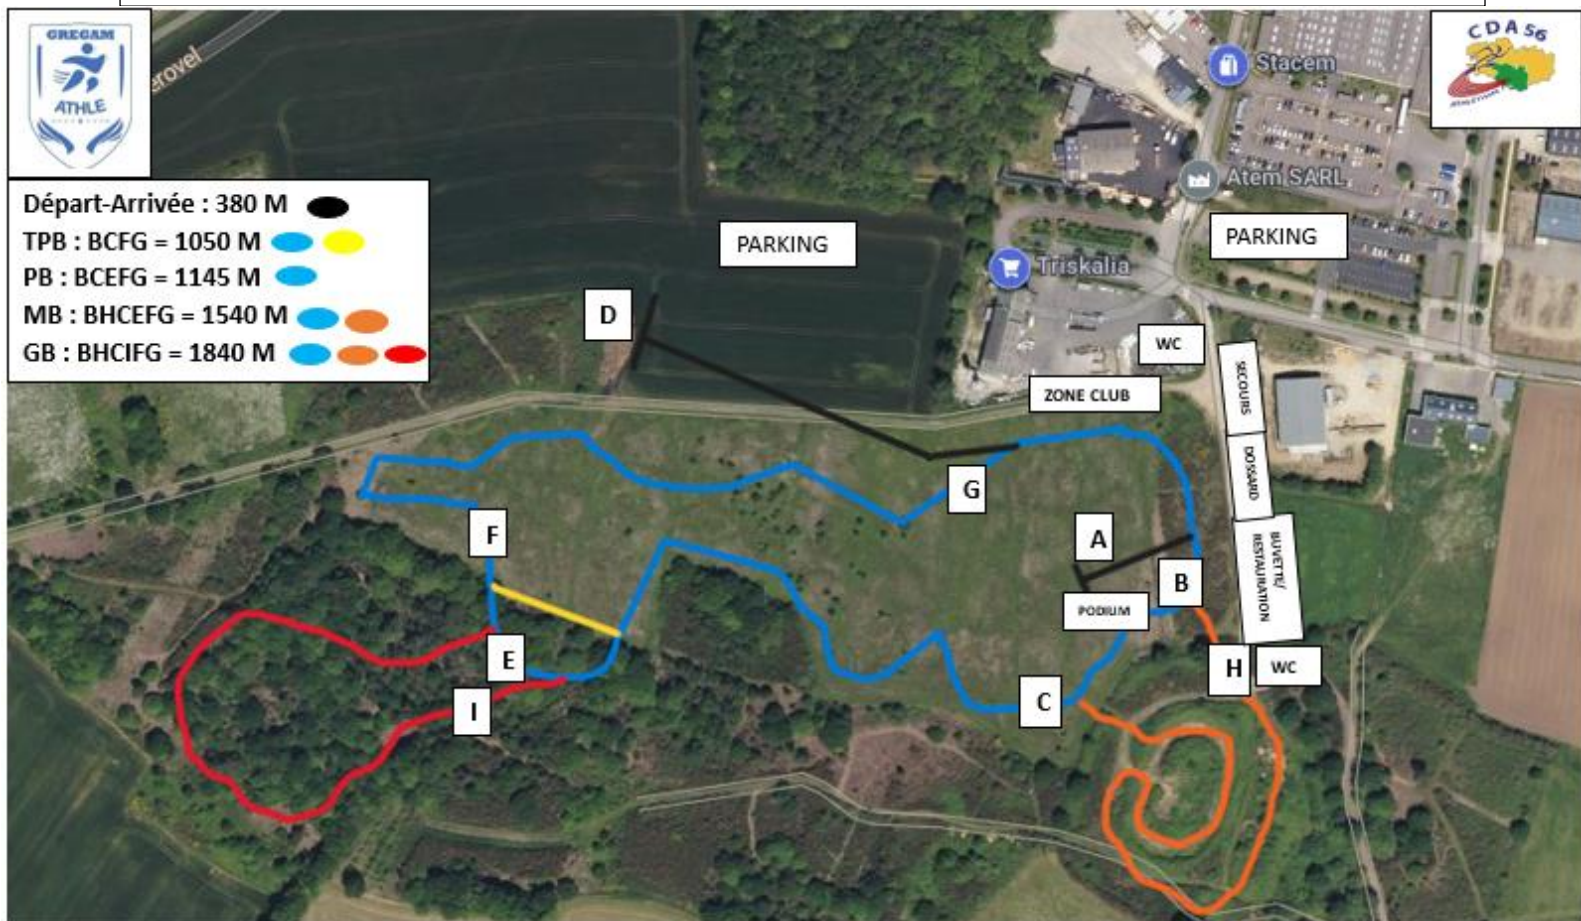 GREGAM
ATHLE
erovel
CDA 56
Stacem
Atem SARL
PARKING
PARKING
Triskalia
Départ-Arrivée : 380 M
TPB : BCFG = 1050 M
PB : BCEFG = 1145 M
MB : BHCEFG = 1540 M
GB : BHCIFG = 1840 M
D
WC
ZONE CLUB
SECOURS
DOSSARD
BUVETTE/
RESTAURATION
G
F
A
B
PODIUM
E
H
WC
I
C